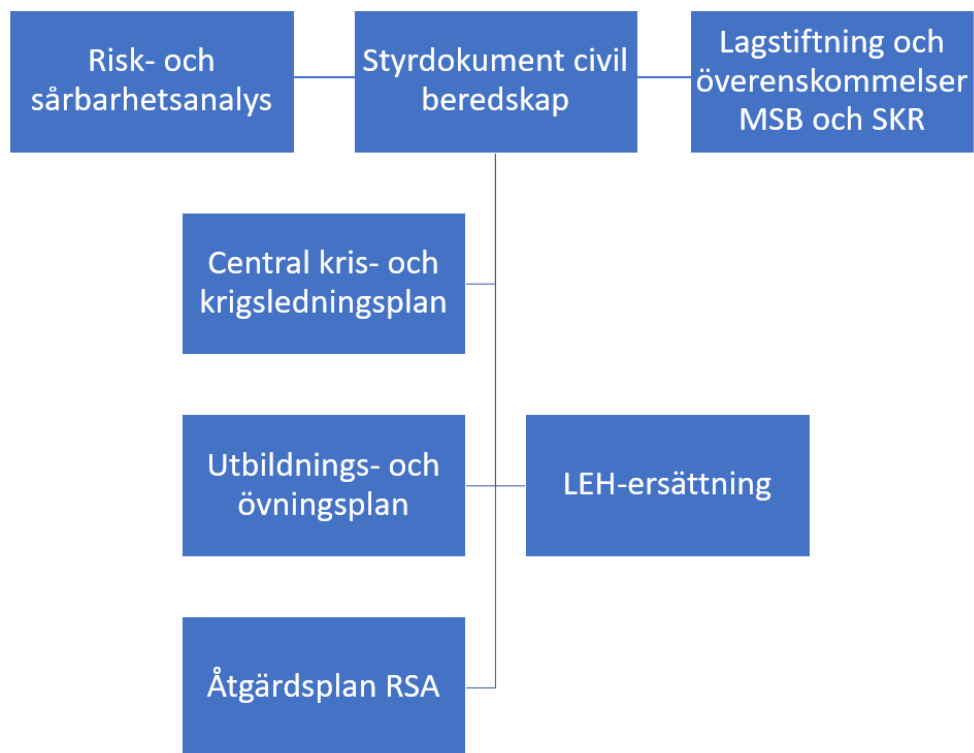 Risk- och
sårbarhetsanalys
Styrdokument civil
beredskap
Lagstiftning och
överenskommelser
MSB och SKR
Central kris- och
krigsledningsplan
Utbildnings- och
övningsplan
LEH-ersättning
Åtgärdsplan RSA